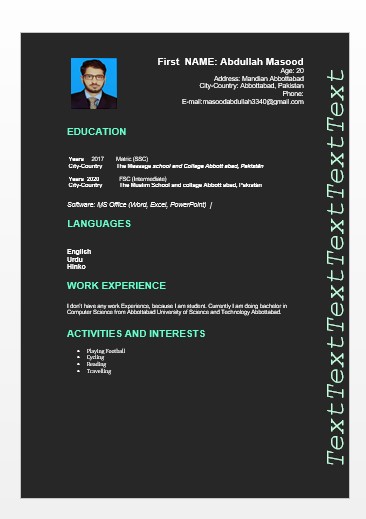 First NAME: Abdullah Masood
Age: 20
Address: Mandian Abbottabad
City-Country: Abbottabad, Pakistan
Phone:
E-mail:masoodabdullah3340@gmail.com
EDUCATION
Years 2017 Matric (SSC)
City-Country The Message school and Collage Abbott abad, Pakistan
Years 2020 FSC (Intermediate)
City-Country The Muslim School and collage Abbott abad, Pakistan
Software: MS Office (Word, Excel, PowerPoint) |
LANGUAGES
English
Urdu
Hinko
WORK EXPERIENCE
I don't have any work Experience, because I am student. Currently I am doing bachelor in
Computer Science from Abbottabad University of Science and Technology Abbottabad.
ACTIVITIES AND INTERESTS
• Playing Football
• Cycling
• Reading
• Travelling
TextTextTextTextTextTextText